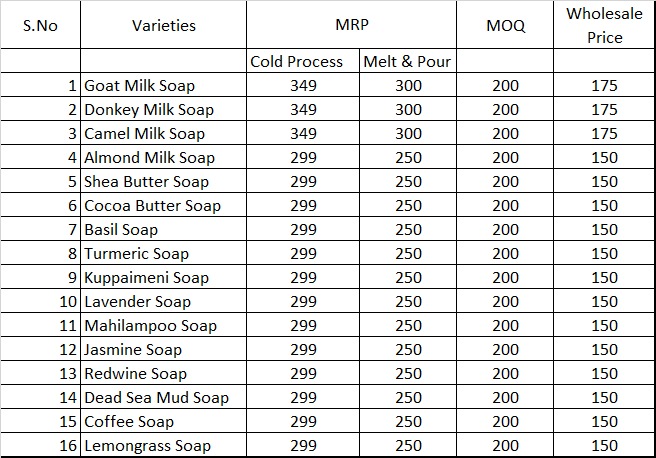 S.No Varieties MRP MOQ Wholesale Price
Cold Process Melt & Pour
1 Goat Milk Soap 349 300 200 175
2 Donkey Milk Soap 349 300 200 175
3 Camel Milk Soap 349 300 200 175
4 Almond Milk Soap 299 250 200 150
5 Shea Butter Soap 299 250 200 150
6 Cocoa Butter Soap 299 250 200 150
7 Basil Soap 299 250 200 150
8 Turmeric Soap 299 250 200 150
9 Kuppaimeni Soap 299 250 200 150
10 Lavender Soap 299 250 200 150
11 Mahilampoo Soap 299 250 200 150
12 Jasmine Soap 299 250 200 150
13 Redwine Soap 299 250 200 150
14 Dead Sea Mud Soap 299 250 200 150
15 Coffee Soap 299 250 200 150
16 Lemongrass Soap 299 250 200 150